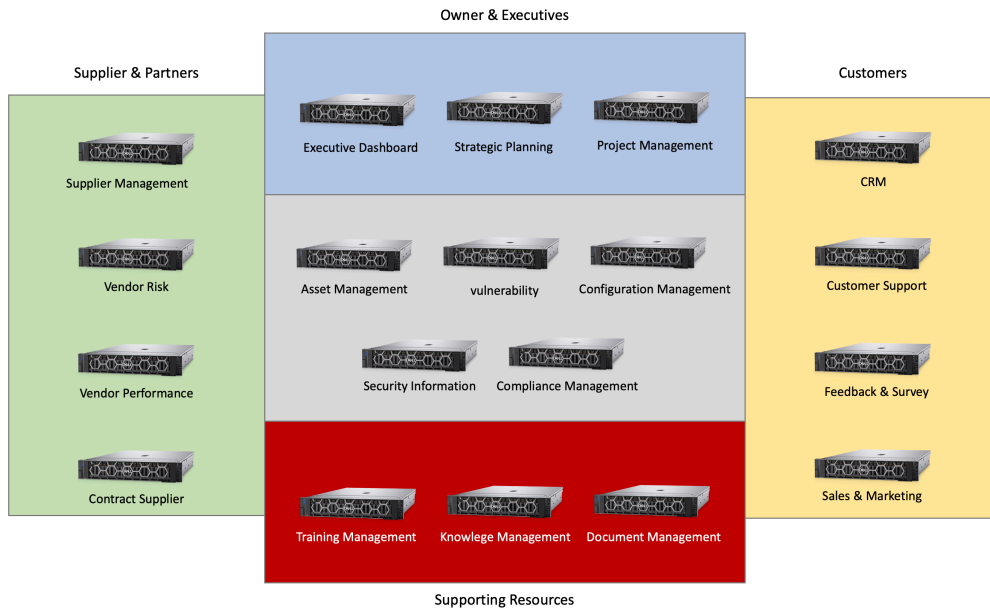 Owner & Executives
Supplier & Partners
Customers
Executive Dashboard
Strategic Planning
Project Management
Supplier Management
CRM
Vendor Risk
Asset Management
vulnerability
Configuration Management
Customer Support
Vendor Performance
Security Information
Compliance Management
Feedback & Survey
Contract Supplier
Sales & Marketing
Training Management
Knowlege Management
Document Management
Supporting Resources